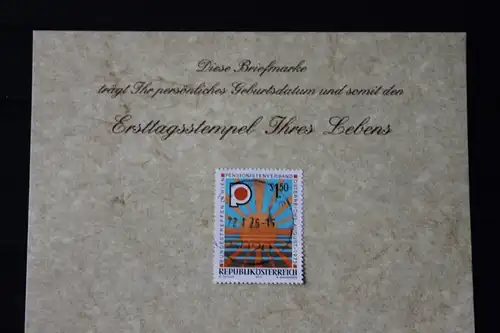 Diese Briefmarke
trägt Ihr persönliches Geburtsdatum und somit den
Ersttagsstempel Ihres Lebens
PENSIONISTENVERBAND
S1.50
REPUBLIK ÖSTERREICH